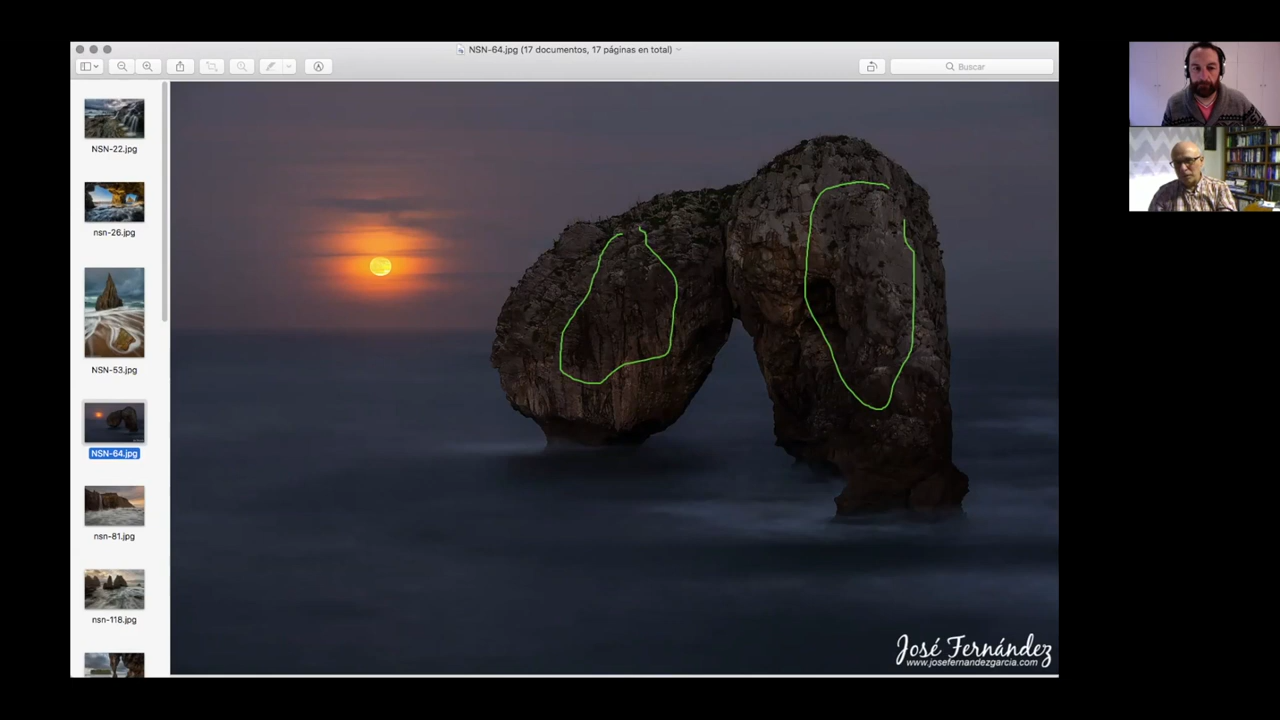 NSN-64.jpg (17 documentos, 17 páginas en total)
Buscar
NSN-22.jpg
nsn-26.jpg
NSN-53.jpg
NSN-64.jpg
nsn-81.jpg
nsn-118.jpg
José Fernández
www.josefernandezgarcia.com